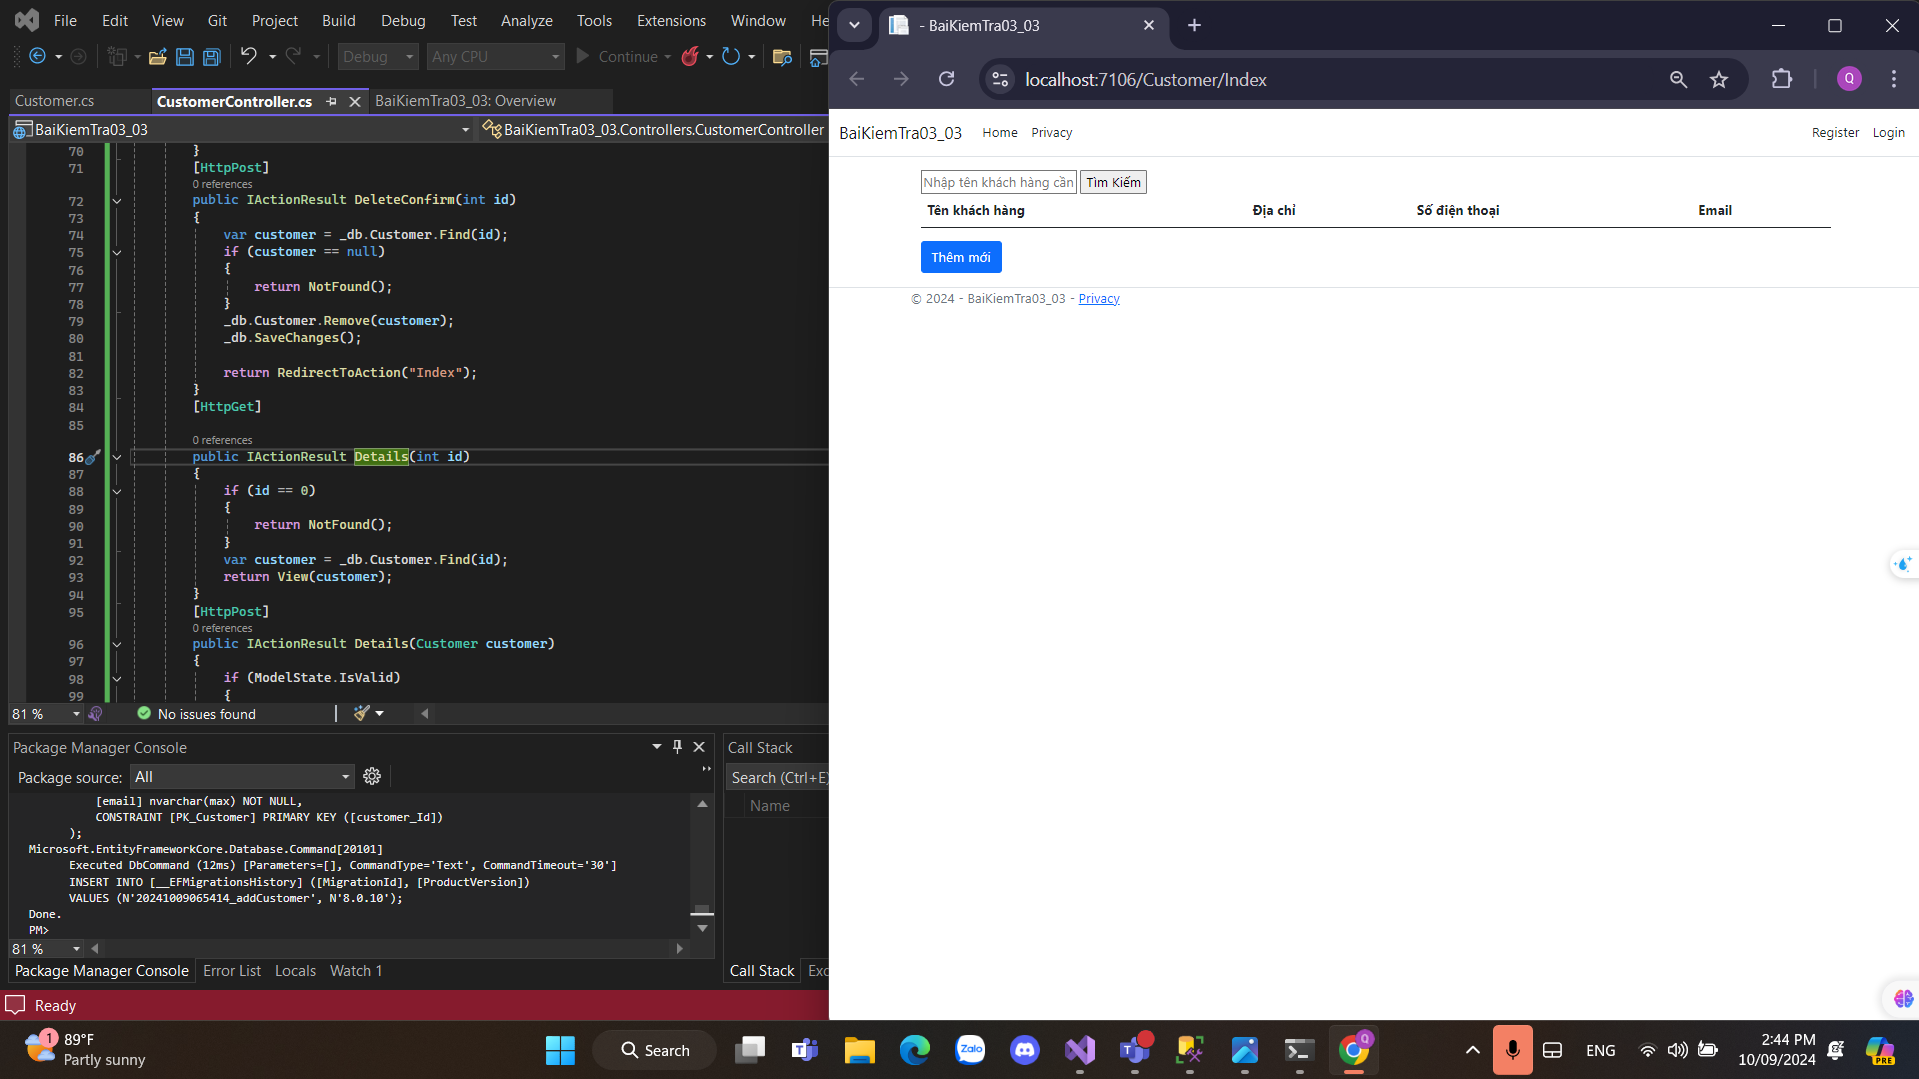 File Edit View Git Project Build Debug Test Analyze Tools Extensions Window He
Debug Any CPU Continue
Customer.cs CustomerController.cs BaiKiemTra03_03: Overview
BaiKiemTra03_03 BaiKiemTra03_03.Controllers.CustomerController
70 }
71 [HttpPost]
0 references
72 public IActionResult DeleteConfirm(int id)
73 {
74 var customer = _db.Customer.Find(id);
75 if (customer == null)
76 {
77 return NotFound();
78 }
79 _db.Customer.Remove(customer);
80 _db.SaveChanges();
81
82 return RedirectToAction("Index");
83 }
84 [HttpGet]
85
0 references
86 public IActionResult Details(int id)
87 {
88 if (id == 0)
89 {
90 return NotFound();
91 }
92 var customer = _db.Customer.Find(id);
93 return View(customer);
94 }
95 [HttpPost]
0 references
96 public IActionResult Details(Customer customer)
97 {
98 if (ModelState.IsValid)
99 {
81 % No issues found
Package Manager Console
Package source: All
[email] nvarchar(max) NOT NULL,
CONSTRAINT [PK_Customer] PRIMARY KEY ([customer_Id])
);
Microsoft.EntityFrameworkCore.Database.Command[20101]
Executed DbCommand (12ms) [Parameters=[], CommandType='Text', CommandTimeout='30']
INSERT INTO [__EFMigrationsHistory] ([MigrationId], [ProductVersion])
VALUES (N'20241009065414_addCustomer', N'8.0.10');
Done.
PM>
81 %
Package Manager Console Error List Locals Watch 1
Call Stack
Search (Ctrl+E)
Name
Call Stack Exc
Ready
- BaiKiemTra03_03
localhost:7106/Customer/Index
Q
BaiKiemTra03_03 Home Privacy Register Login
Nhập tên khách hàng cần Tìm Kiếm
Tên khách hàng Địa chỉ Số điện thoại Email
Thêm mới
© 2024 - BaiKiemTra03_03 - Privacy
1 89°F
Partly sunny
Search
Zalo
Q
ENG
2:44 PM
10/09/2024
PRE